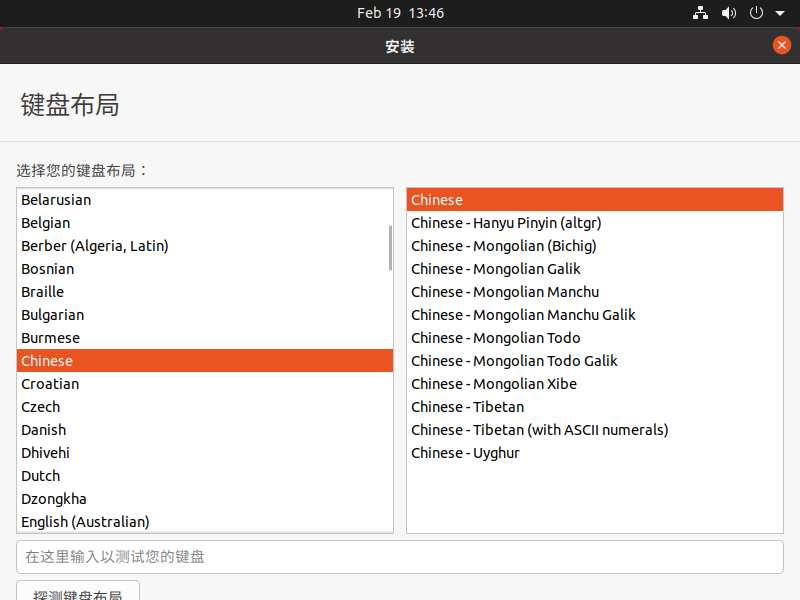 Feb 19 13:46
安装
键盘布局
选择您的键盘布局：
Belarusian
Belgian
Berber (Algeria, Latin)
Bosnian
Braille
Bulgarian
Burmese
Chinese
Croatian
Czech
Danish
Dhivehi
Dutch
Dzongkha
English (Australian)
Chinese
Chinese - Hanyu Pinyin (altgr)
Chinese - Mongolian (Bichig)
Chinese - Mongolian Galik
Chinese - Mongolian Manchu
Chinese - Mongolian Manchu Galik
Chinese - Mongolian Todo
Chinese - Mongolian Todo Galik
Chinese - Mongolian Xibe
Chinese - Tibetan
Chinese - Tibetan (with ASCII numerals)
Chinese - Uyghur
在这里输入以测试您的键盘
探测键盘布局